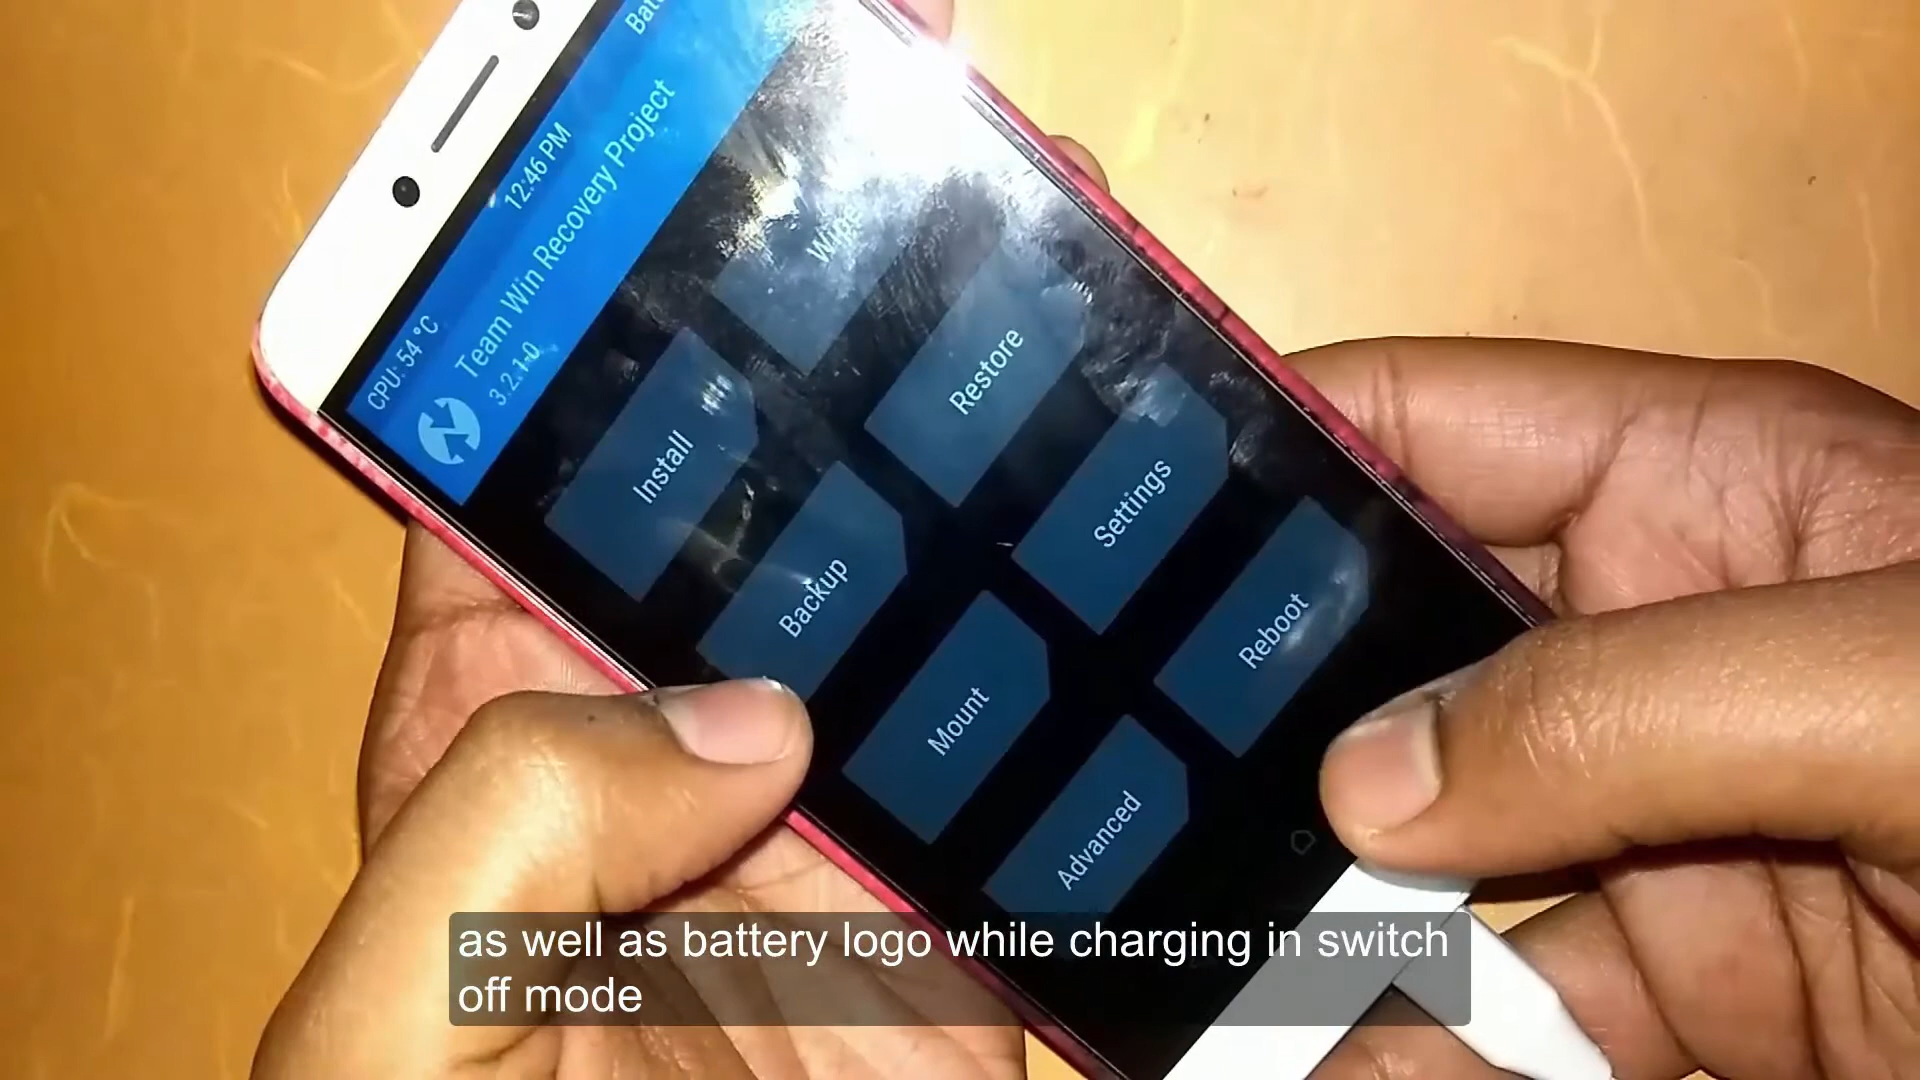 CPU: 54 °C
12:46 PM
Team Win Recovery Project
3.2.1-0
Install
Wipe
Backup
Restore
Mount
Settings
Advanced
Reboot
as well as battery logo while charging in switch
off mode